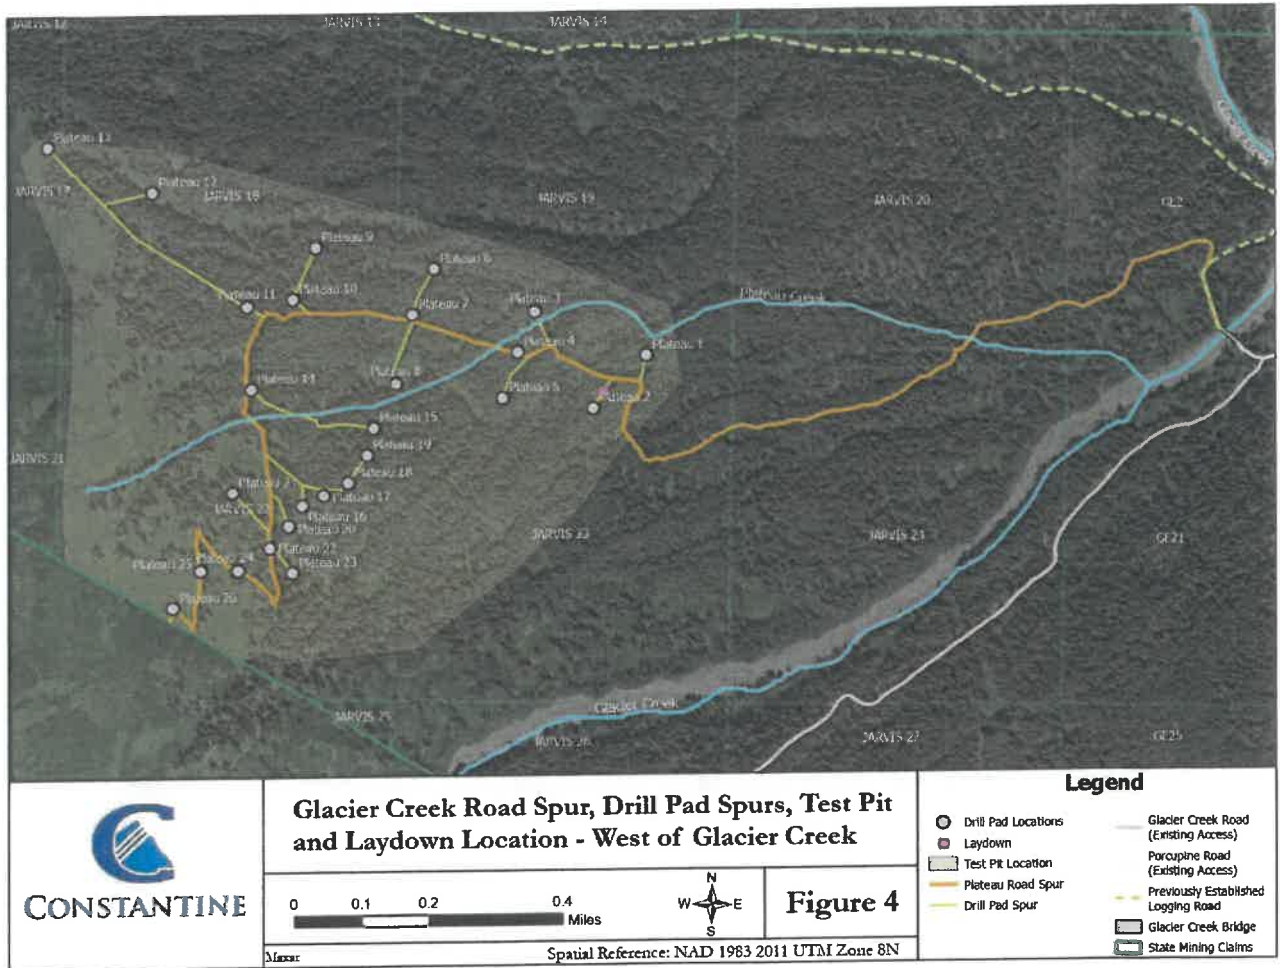 JARVIS 12
JARVIS 13
JARVIS 14
Plateau 13
Plateau 12
JARVIS 17
JARVIS 18
JARVIS 19
JARVIS 20
GE2
Plateau 9
Plateau 6
Plateau 11
Plateau 10
Plateau 7
Plateau 3
Plateau Creek
Plateau 4
Plateau 1
Plateau 8
Plateau 5
Plateau 2
Plateau 14
Plateau 15
Plateau 19
JARVIS 21
Plateau 18
Plateau 17
Plateau 16
Plateau 20
JARVIS 23
JARVIS 24
GE21
Plateau 22
Plateau 23
Plateau 24
Plateau 25
Plateau 26
JARVIS 25
Glacier Creek
JARVIS 26
JARVIS 27
GE25
CONSTANTINE
Glacier Creek Road Spur, Drill Pad Spurs, Test Pit
and Laydown Location - West of Glacier Creek
0 0.1 0.2 0.4
Miles
N
W E
S
Figure 4
Maxar
Spatial Reference: NAD 1983 2011 UTM Zone 8N
Legend
Drill Pad Locations
Laydown
Test Pit Location
Plateau Road Spur
Drill Pad Spur
Glacier Creek Road
(Existing Access)
Porcupine Road
(Existing Access)
Previously Established
Logging Road
Glacier Creek Bridge
State Mining Claims